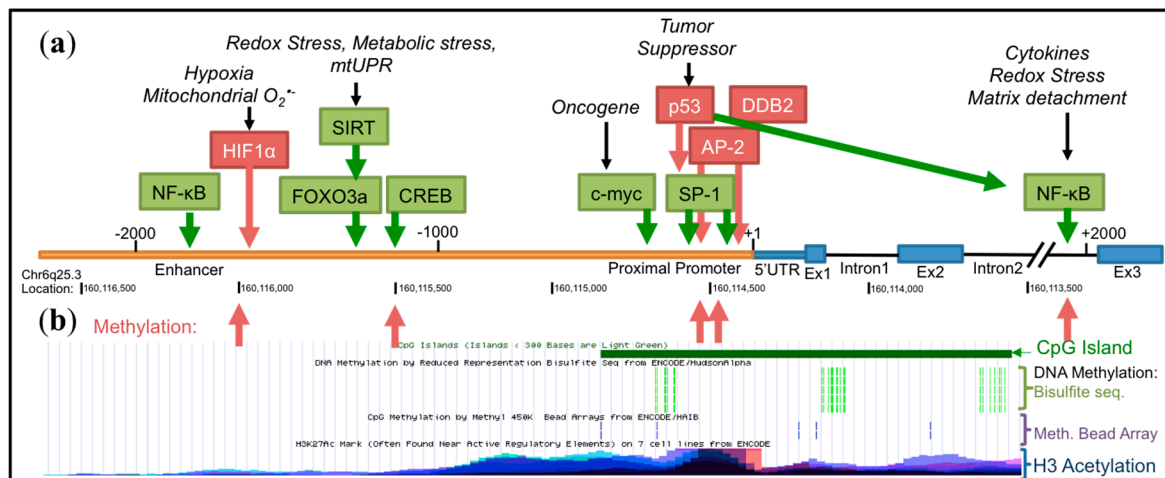 (a)
Hypoxia
Mitochondrial O2•-
Redox Stress, Metabolic stress,
mtUPR
Oncogene
Tumor
Suppressor
Cytokines
Redox Stress
Matrix detachment
HIF1α
SIRT
p53
DDB2
AP-2
NF-κB
FOXO3a
CREB
c-myc
SP-1
NF-κB
-2000
-1000
+1
+2000
Enhancer
Proximal Promoter
5'UTR
Ex1
Intron1
Ex2
Intron2
Ex3
Chr6q25.3
Location:
160,116,500
160,116,000
160,115,500
160,115,000
160,114,500
160,114,000
160,113,500
(b)
Methylation:
CpG Islands (Islands < 300 Bases are Light Green)
CpG Island
DNA Methylation by Reduced Representation Bisulfite Seq from ENCODE/HudsonAlpha
DNA Methylation:
Bisulfite seq.
CpG Methylation by Methyl 450K Bead Arrays from ENCODE/HAIB
Meth. Bead Array
H3K27Ac Mark (Often Found Near Active Regulatory Elements) on 7 cell lines from ENCODE
H3 Acetylation